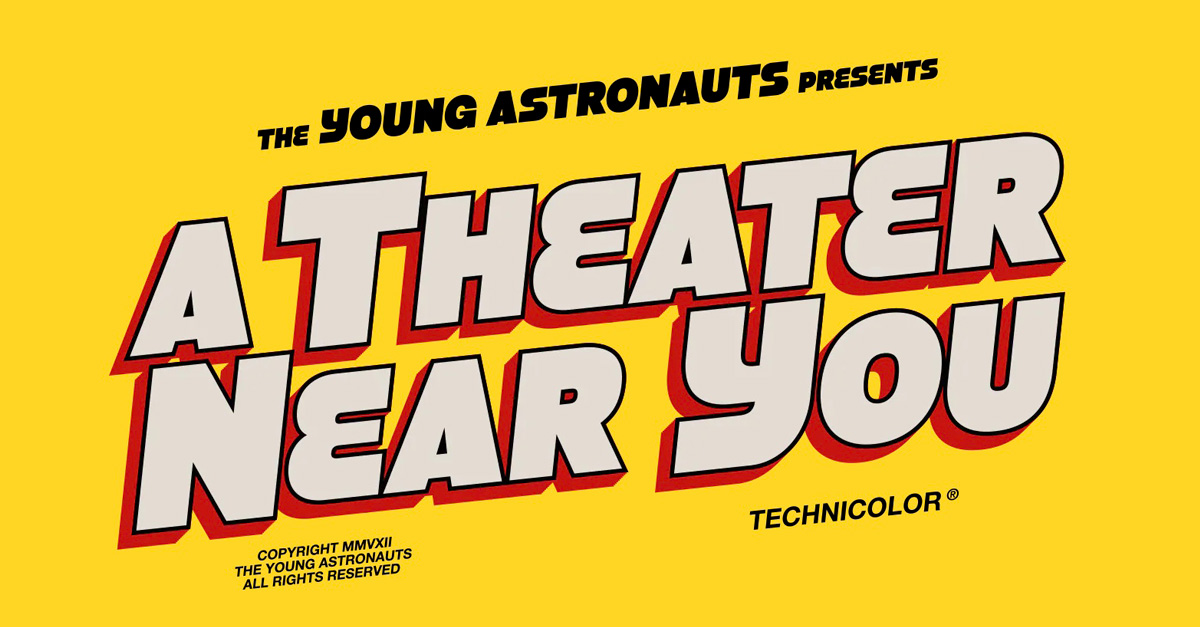 THE YOUNG ASTRONAUTS PRESENTS
A THEATER
NEAR YOU
TECHNICOLOR ®
COPYRIGHT MMVXII
THE YOUNG ASTRONAUTS
ALL RIGHTS RESERVED